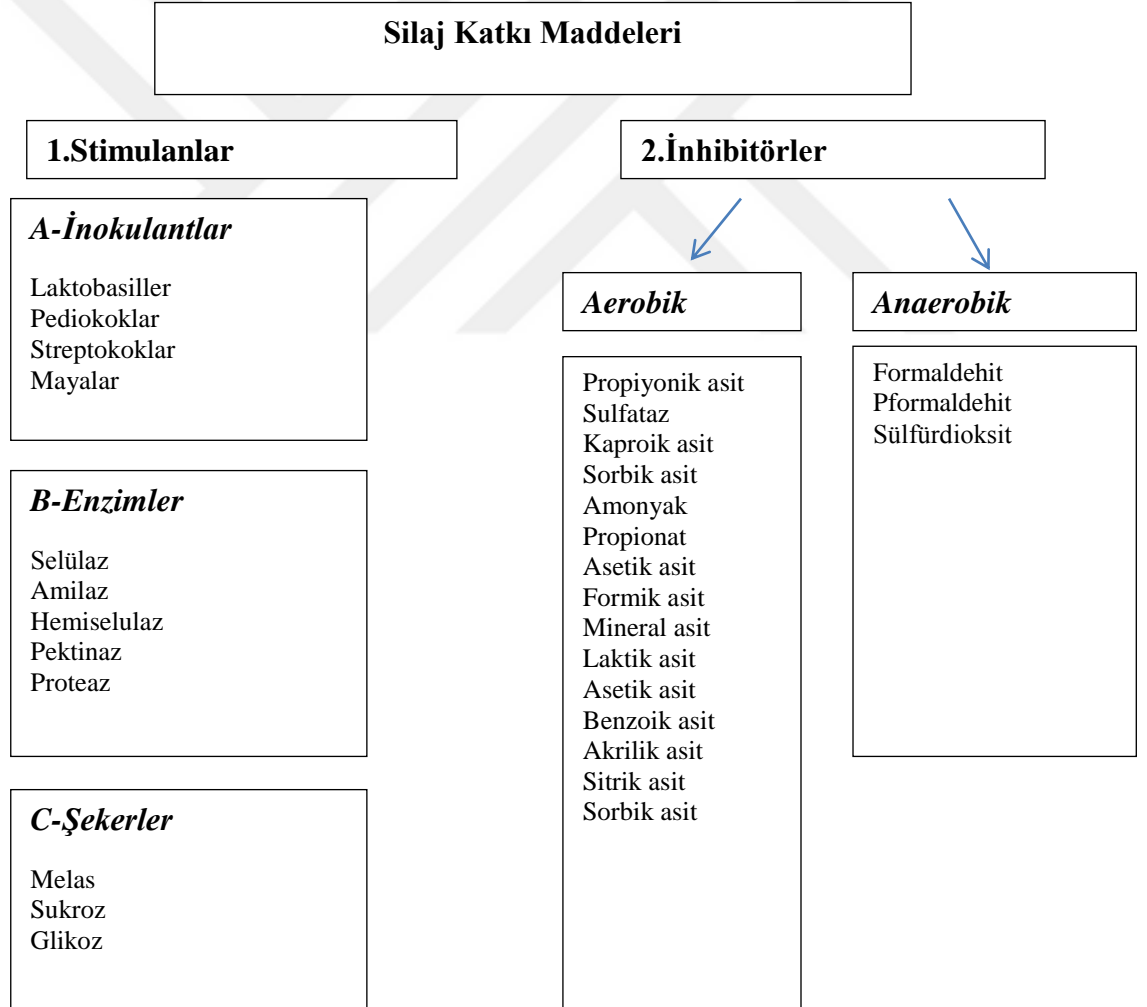 Silaj Katkı Maddeleri
1.Stimulanlar
A-İnokulantlar
Laktobasiller
Pediokoklar
Streptokoklar
Mayalar
B-Enzimler
Selülaz
Amilaz
Hemiselulaz
Pektinaz
Proteaz
C-Şekerler
Melas
Sukroz
Glikoz
2.İnhibitörler
Aerobik
Propiyonik asit
Sulfataz
Kaproik asit
Sorbik asit
Amonyak
Propionat
Asetik asit
Formik asit
Mineral asit
Laktik asit
Asetik asit
Benzoik asit
Akrilik asit
Sitrik asit
Sorbik asit
Anaerobik
Formaldehit
Pformaldehit
Sülfürdioksit